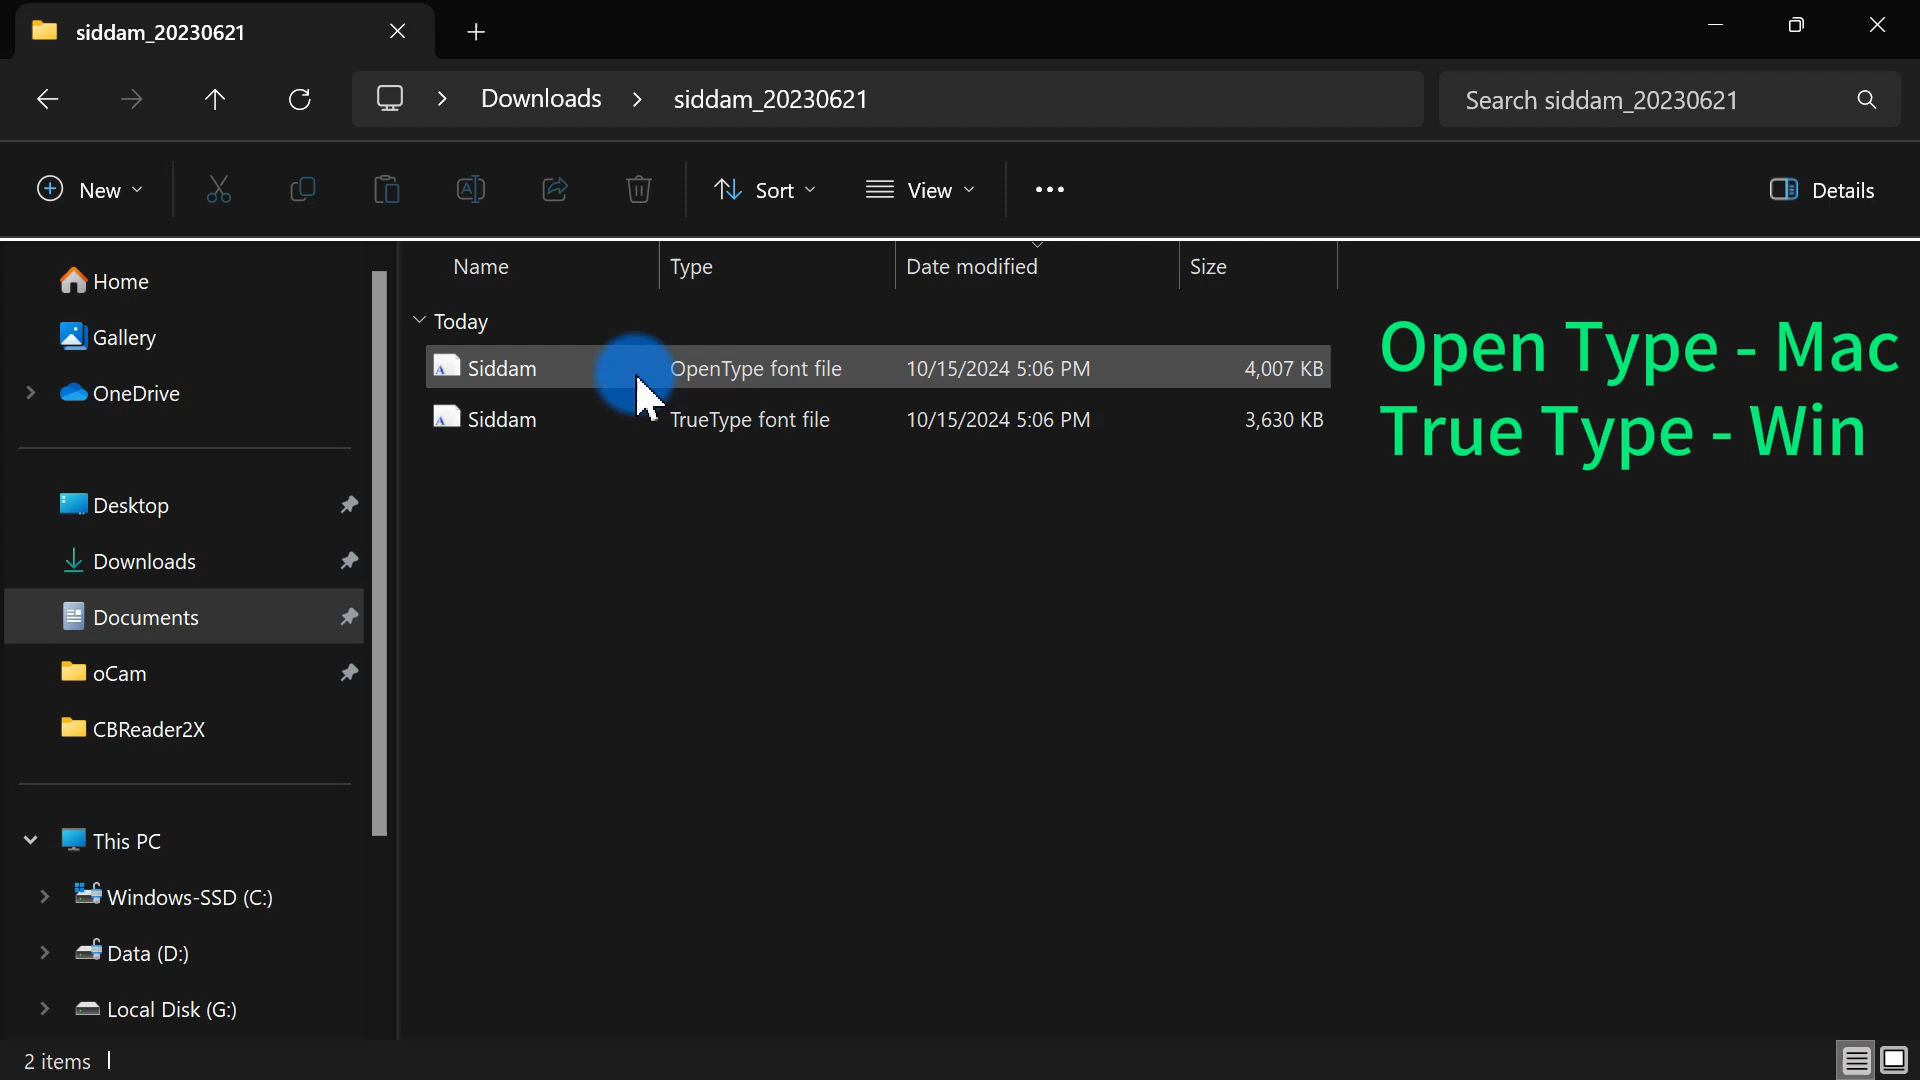 siddam_20230621
Downloads siddam_20230621
Search siddam_20230621
New Sort View Details
Home
Gallery
OneDrive
Desktop
Downloads
Documents
oCam
CBReader2X
This PC
Windows-SSD (C:)
Data (D:)
Local Disk (G:)
Name Type Date modified Size
Today
Siddam OpenType font file 10/15/2024 5:06 PM 4,007 KB
Siddam TrueType font file 10/15/2024 5:06 PM 3,630 KB
Open Type - Mac
True Type - Win
2 items